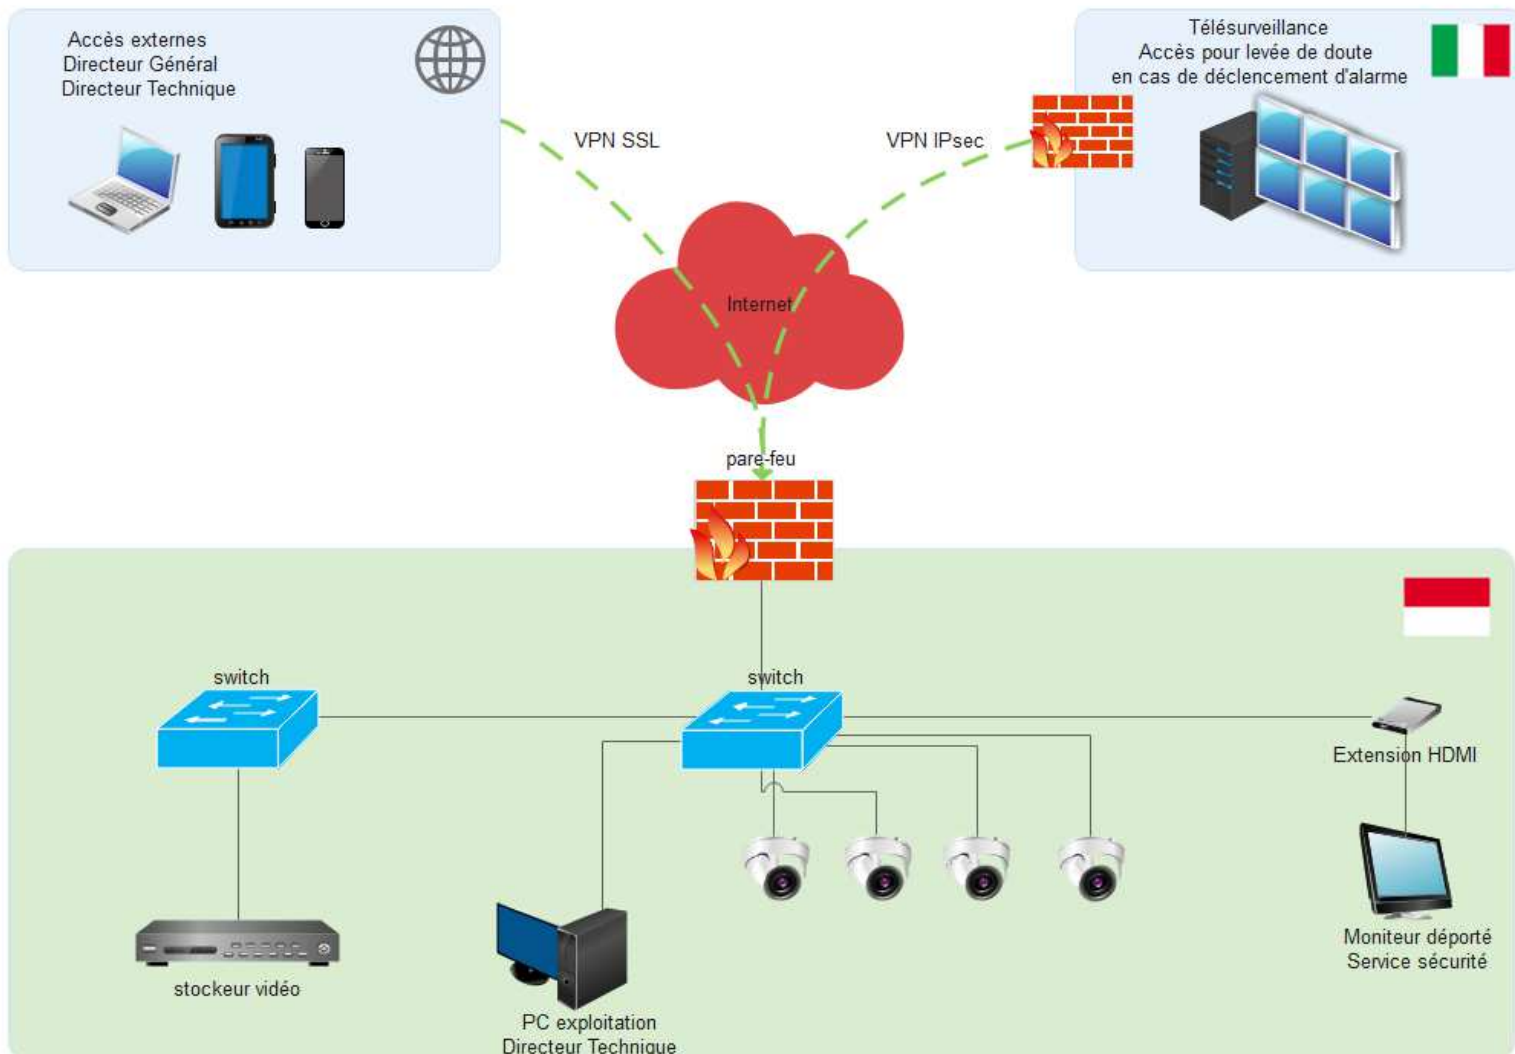 Accès externes
Directeur Général
Directeur Technique
Télésurveillance
Accès pour levée de doute
en cas de déclencement d'alarme
VPN SSL
VPN IPsec
Internet
pare-feu
switch
switch
Extension HDMI
Moniteur déporté
Service sécurité
stockeur vidéo
PC exploitation
Directeur Technique